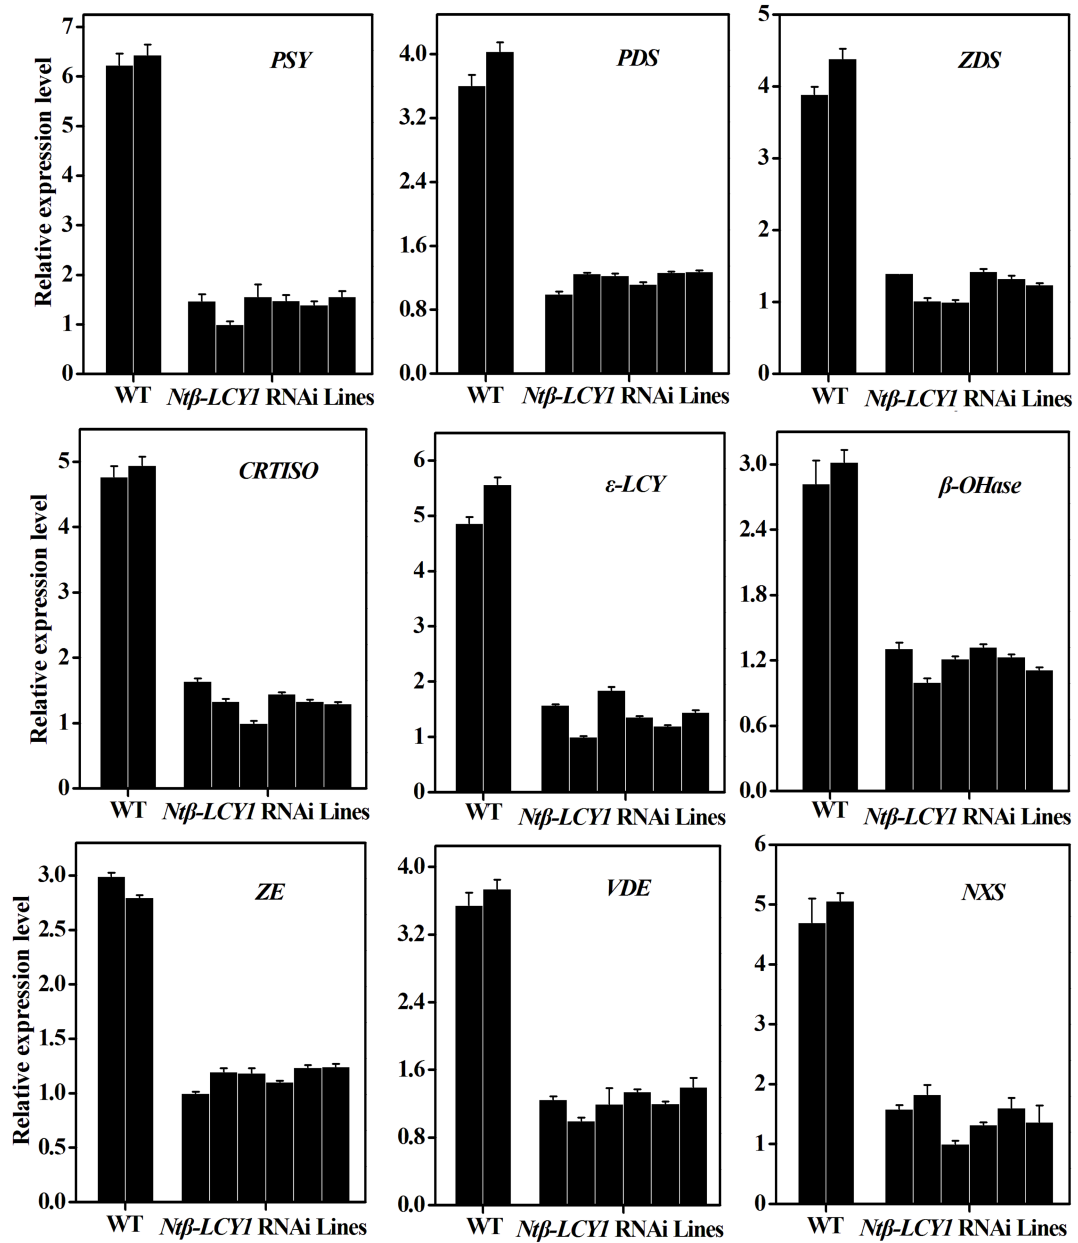 PSY
Relative expression level
7
6
5
4
3
2
1
0
WT
Ntβ-LCY1 RNAi Lines
PDS
4.0
3.2
2.4
1.6
0.8
0.0
WT
Ntβ-LCY1 RNAi Lines
ZDS
5
4
3
2
1
0
WT
Ntβ-LCY1 RNAi Lines
CRTISO
Relative expression level
5
4
3
2
1
0
WT
Ntβ-LCY1 RNAi Lines
ε-LCY
6
5
4
3
2
1
0
WT
Ntβ-LCY1 RNAi Lines
β-OHase
3.0
2.4
1.8
1.2
0.6
0.0
WT
Ntβ-LCY1 RNAi Lines
ZE
Relative expression level
3.0
2.5
2.0
1.5
1.0
0.5
0.0
WT
Ntβ-LCY1 RNAi Lines
VDE
4.0
3.2
2.4
1.6
0.8
0.0
WT
Ntβ-LCY1 RNAi Lines
NXS
6
5
4
3
2
1
0
WT
Ntβ-LCY1 RNAi Lines